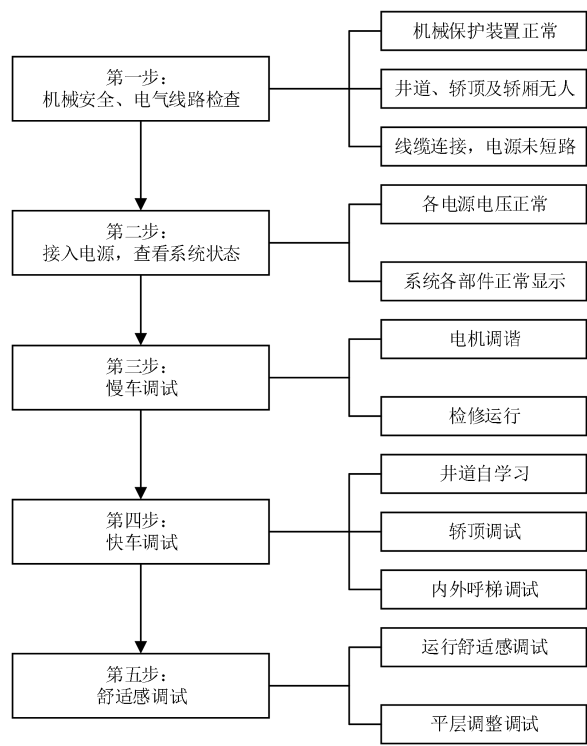 第一步：
机械安全、电气线路检查
机械保护装置正常
井道、轿顶及轿厢无人
线缆连接，电源未短路
第二步：
接入电源，查看系统状态
各电源电压正常
系统各部件正常显示
第三步：
慢车调试
电机调谐
检修运行
第四步：
快车调试
井道自学习
轿顶调试
内外呼梯调试
第五步：
舒适感调试
运行舒适感调试
平层调整调试